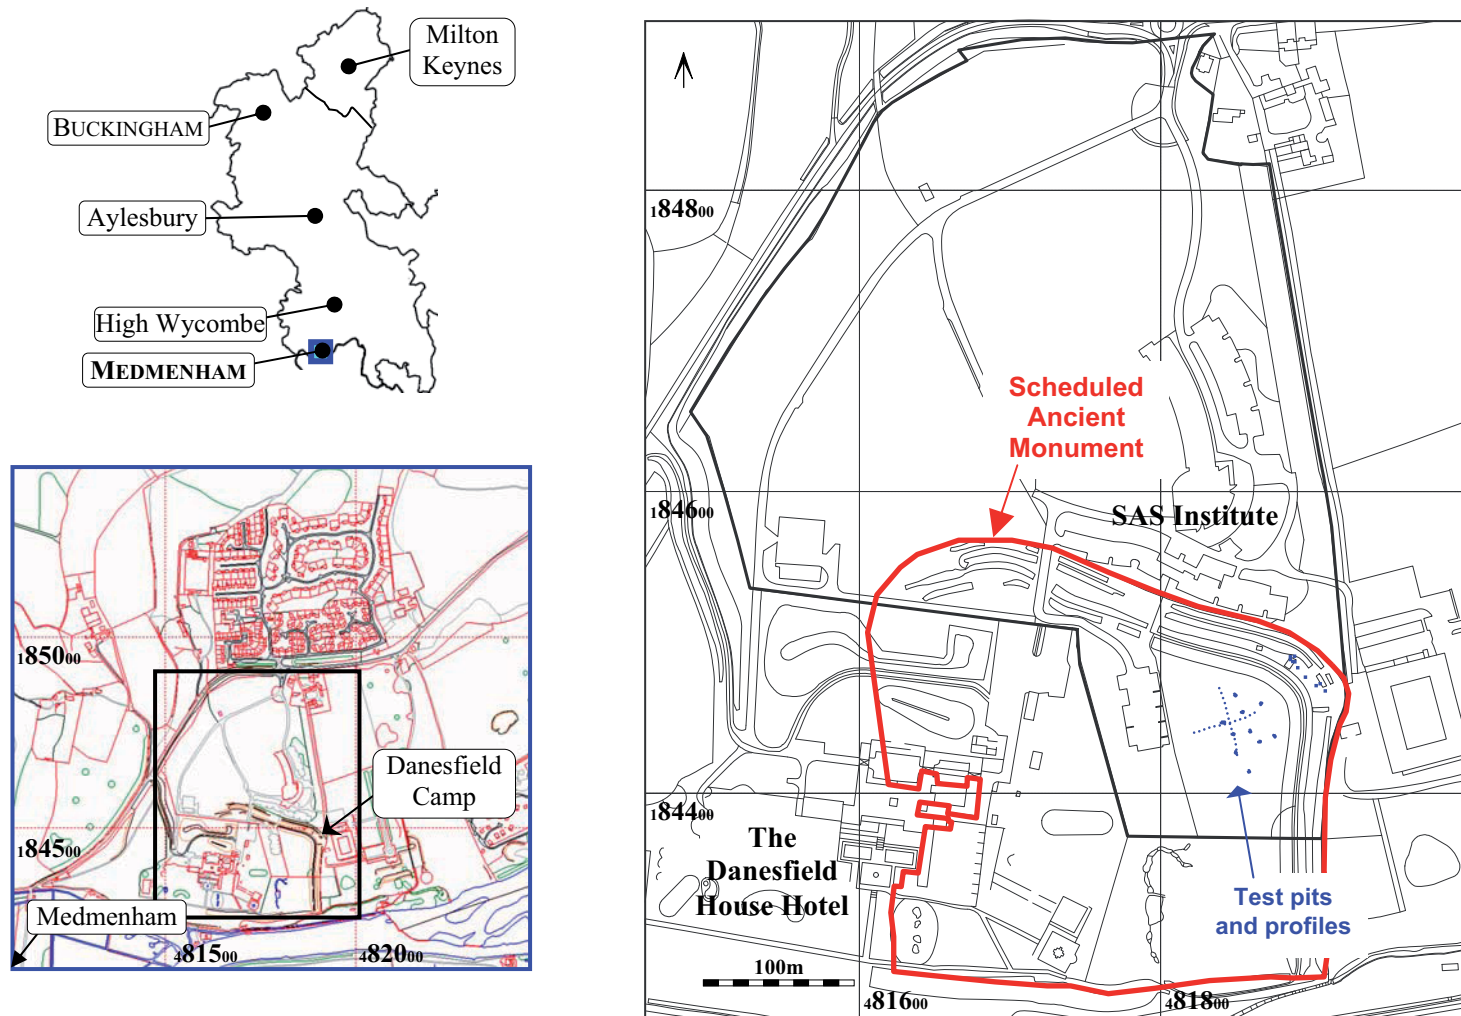 Milton
Keynes
BUCKINGHAM
Aylesbury
High Wycombe
MEDMENHAM
185000
184500
Danesfield
Camp
Medmenham
481500
482000
184800
184600
184400
Scheduled
Ancient
Monument
SAS Institute
The
Danesfield
House Hotel
Test pits
and profiles
100m
481600
481800